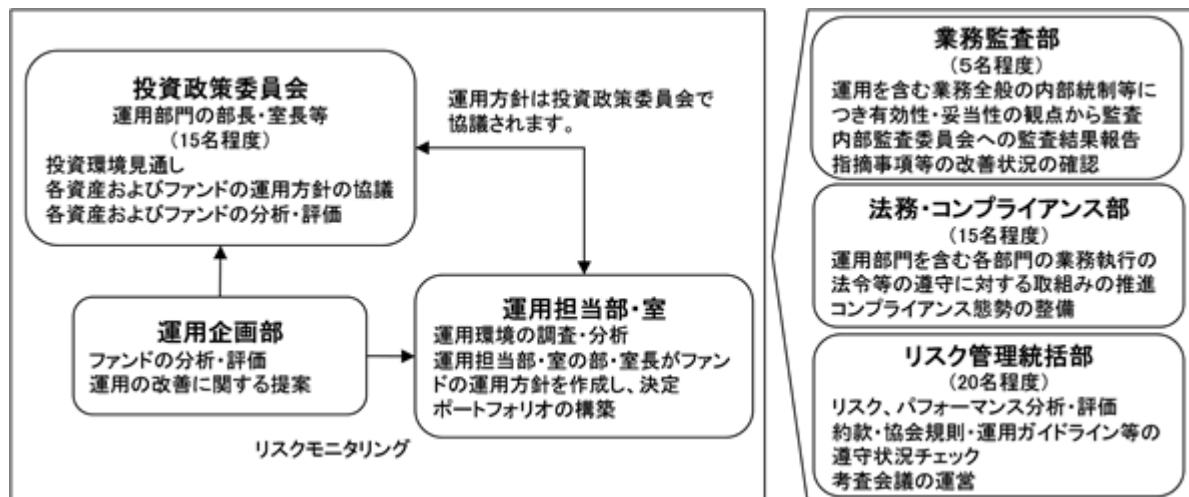 投資政策委員会
運用部門の部長・室長等
(15名程度)
投資環境見通し
各資産およびファンドの運用方針の協議
各資産およびファンドの分析・評価
運用方針は投資政策委員会で
協議されます。
運用企画部
ファンドの分析・評価
運用の改善に関する提案
運用担当部・室
運用環境の調査・分析
運用担当部・室の部・室長がファン
ドの運用方針を作成し、決定
ポートフォリオの構築
リスクモニタリング
業務監査部
(5名程度)
運用を含む業務全般の内部統制等に
つき有効性・妥当性の観点から監査
内部監査委員会への監査結果報告
指摘事項等の改善状況の確認
法務・コンプライアンス部
(15名程度)
運用部門を含む各部門の業務執行の
法令等の遵守に対する取組みの推進
コンプライアンス態勢の整備
リスク管理統括部
(20名程度)
リスク、パフォーマンス分析・評価
約款・協会規則・運用ガイドライン等の
遵守状況チェック
考査会議の運営